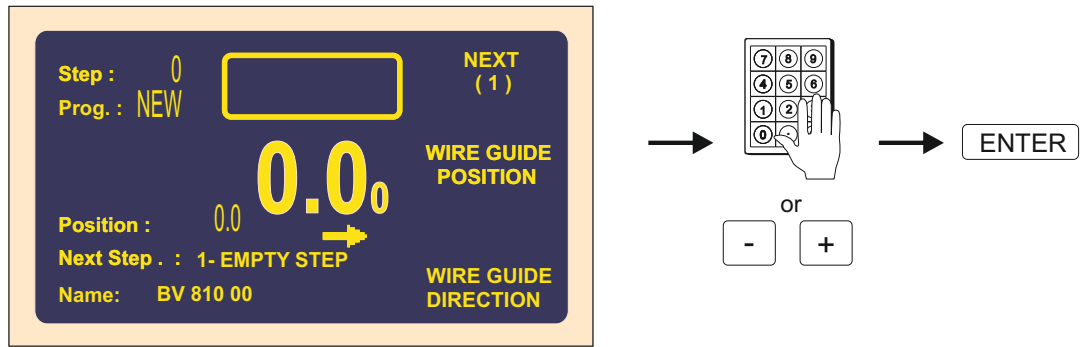 Step : 0
Prog. : NEW
NEXT
( 1 )
0.00
WIRE GUIDE
POSITION
Position : 0.0
Next Step . : 1- EMPTY STEP
Name: BV 810 00
WIRE GUIDE
DIRECTION
7 8 9
4 5 6
1 2
0 .
or
- +
ENTER